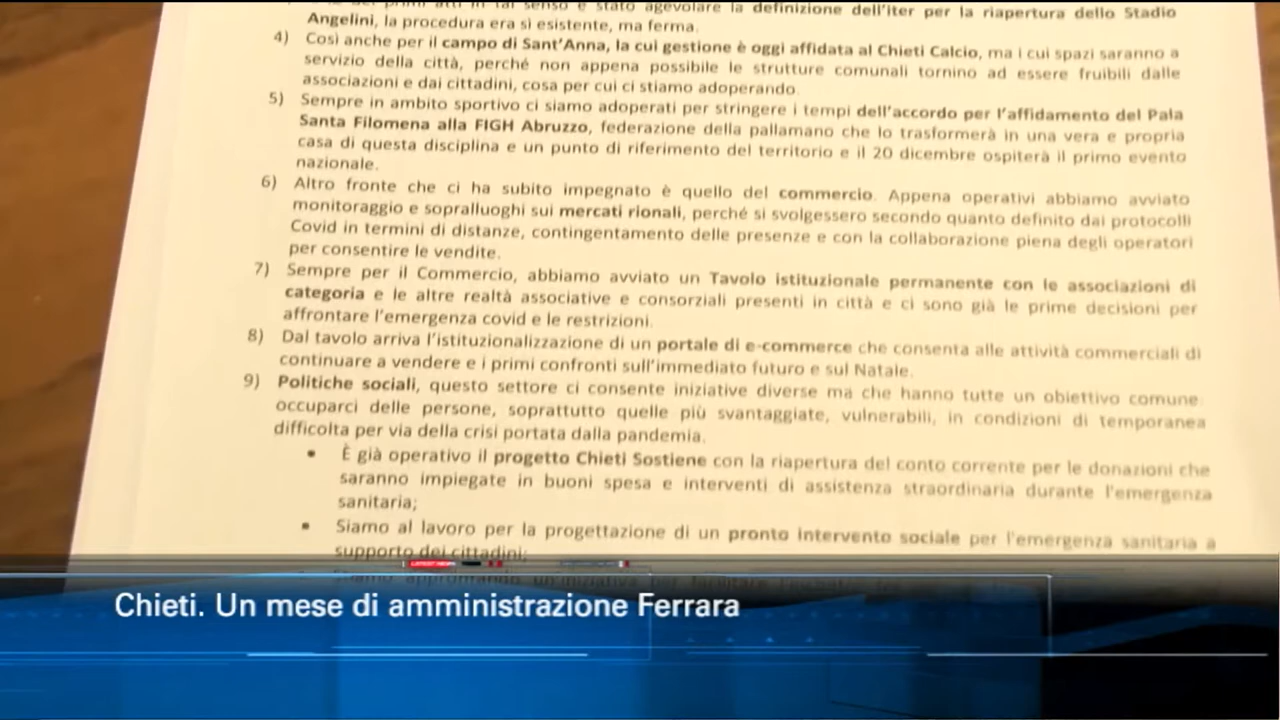 agevolare la definizione dell'iter per la riapertura dello Stadio
Angelini, la procedura era sì esistente, ma ferma.
4) Così anche per il campo di Sant'Anna, la cui gestione è oggi affidata al Chieti Calcio, ma i cui spazi saranno a
servizio della città, perché non appena possibile le strutture comunali tornino ad essere fruibili dalle
associazioni e dai cittadini, cosa per cui ci stiamo adoperando.
5) Sempre in ambito sportivo ci siamo adoperati per stringere i tempi dell'accordo per l'affidamento del Pala
Santa Filomena alla FIGH Abruzzo, federazione della pallamano che lo trasformerà in una vera e propria
casa di questa disciplina e un punto di riferimento del territorio e il 20 dicembre ospiterà il primo evento
nazionale.
6) Altro fronte che ci ha subito impegnato è quello del commercio. Appena operativi abbiamo avviato
monitoraggio e sopralluoghi sui mercati rionali, perché si svolgessero secondo quanto definito dai protocolli
Covid in termini di distanze, contingentamento delle presenze e con la collaborazione piena degli operatori
per consentire le vendite.
7) Sempre per il Commercio, abbiamo avviato un Tavolo istituzionale permanente con le associazioni di
categoria e le altre realtà associative e consorziali presenti in città e ci sono già le prime decisioni per
affrontare l'emergenza covid e le restrizioni.
8) Dal tavolo arriva l'istituzionalizzazione di un portale di e-commerce che consenta alle attività commerciali di
continuare a vendere e i primi confronti sull'immediato futuro e sul Natale.
9) Politiche sociali, questo settore ci consente iniziative diverse ma che hanno tutte un obiettivo comune:
occuparci delle persone, soprattutto quelle più svantaggiate, vulnerabili, in condizioni di temporanea
difficolta per via della crisi portata dalla pandemia.
• È già operativo il progetto Chieti Sostiene con la riapertura del conto corrente per le donazioni che
saranno impiegate in buoni spesa e interventi di assistenza straordinaria durante l'emergenza
sanitaria;
• Siamo al lavoro per la progettazione di un pronto intervento sociale per l'emergenza sanitaria a
supporto dei cittadini;
LATEST NEWS
Chieti. Un mese di amministrazione Ferrara